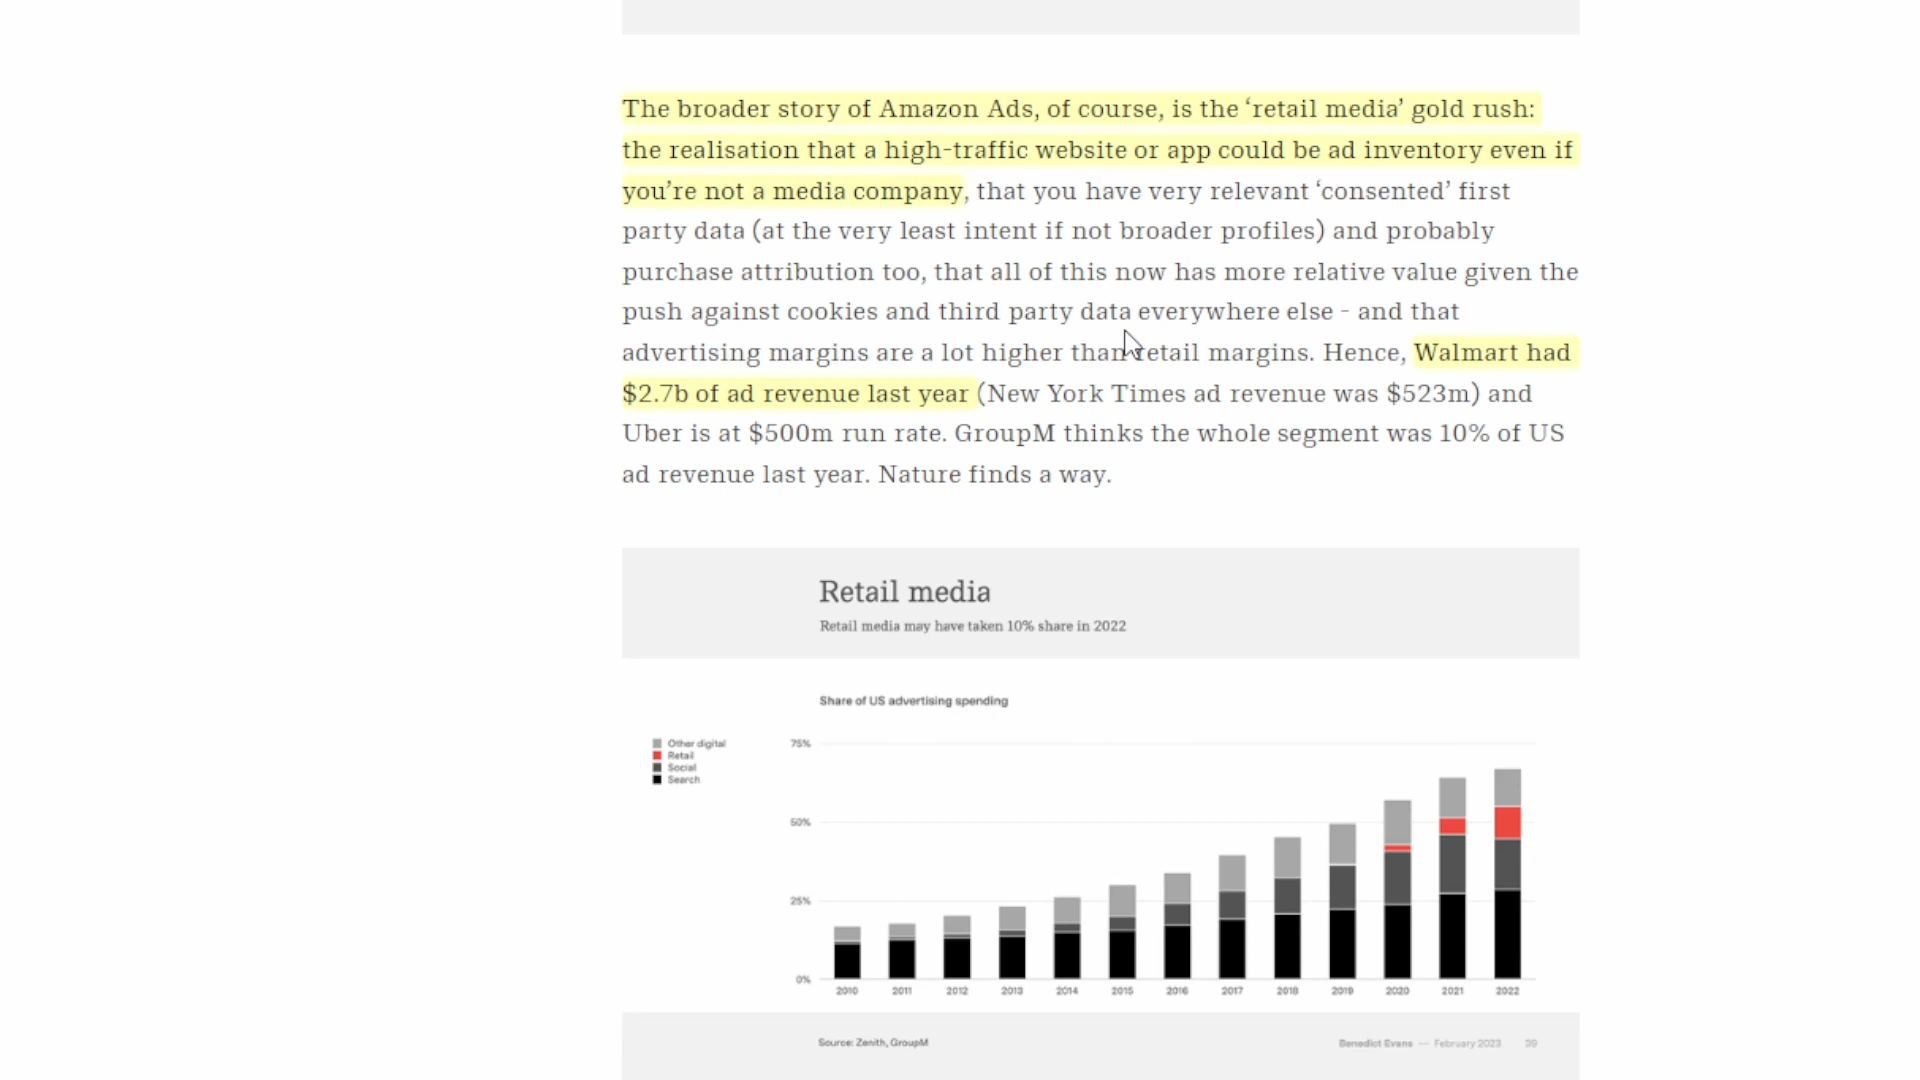 The broader story of Amazon Ads, of course, is the ‘retail media’ gold rush:
the realisation that a high-traffic website or app could be ad inventory even if
you’re not a media company, that you have very relevant ‘consented’ first
party data (at the very least intent if not broader profiles) and probably
purchase attribution too, that all of this now has more relative value given the
push against cookies and third party data everywhere else - and that
advertising margins are a lot higher than retail margins. Hence, Walmart had
$2.7b of ad revenue last year (New York Times ad revenue was $523m) and
Uber is at $500m run rate. GroupM thinks the whole segment was 10% of US
ad revenue last year. Nature finds a way.
Retail media
Retail media may have taken 10% share in 2022
Share of US advertising spending
Other digital
Retail
Social
Search
75%
50%
25%
0%
2010 2011 2012 2013 2014 2015 2016 2017 2018 2019 2020 2021 2022
Source: Zenith, GroupM
Benedict Evans — February 2023 39